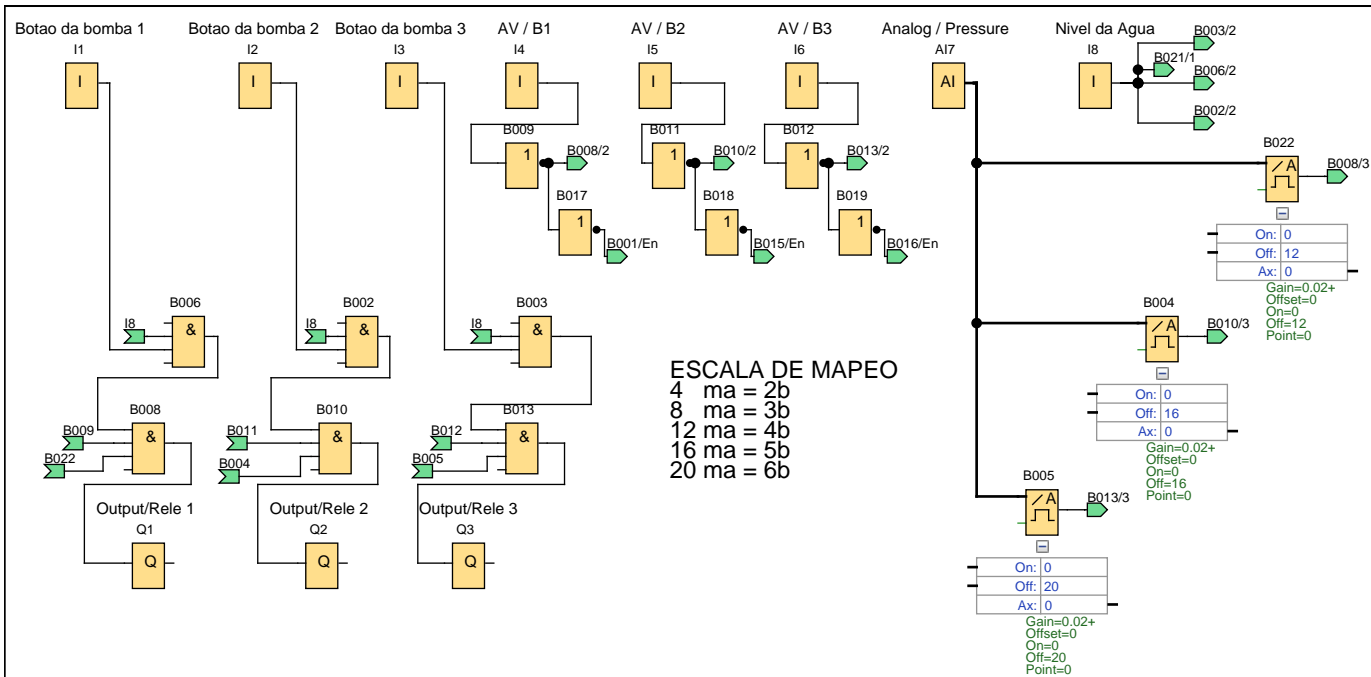 Botao da bomba 1
I1
I
Botao da bomba 2
I2
I
Botao da bomba 3
I3
I
AV / B1
I4
I
AV / B2
I5
I
AV / B3
I6
I
Analog / Pressure
AI7
AI
Nivel da Agua
I8
I
B003/2
B021/1
B006/2
B002/2
B009
1
B008/2
B017
1
B001/En
B011
1
B010/2
B018
1
B015/En
B012
1
B013/2
B019
1
B016/En
B022
A
B008/3
On: 0
Off: 12
Ax: 0
Gain=0.02+
Offset=0
On=0
Off=12
Point=0
B006
I8
&
B002
I8
&
B003
I8
&
B004
A
B010/3
On: 0
Off: 16
Ax: 0
Gain=0.02+
Offset=0
On=0
Off=16
Point=0
ESCALA DE MAPEO
4 ma = 2b
8 ma = 3b
12 ma = 4b
16 ma = 5b
20 ma = 6b
B008
B009
B022
&
B010
B011
B004
&
B013
B012
B005
&
B005
A
B013/3
On: 0
Off: 20
Ax: 0
Gain=0.02+
Offset=0
On=0
Off=20
Point=0
Output/Rele 1
Q1
Q
Output/Rele 2
Q2
Q
Output/Rele 3
Q3
Q